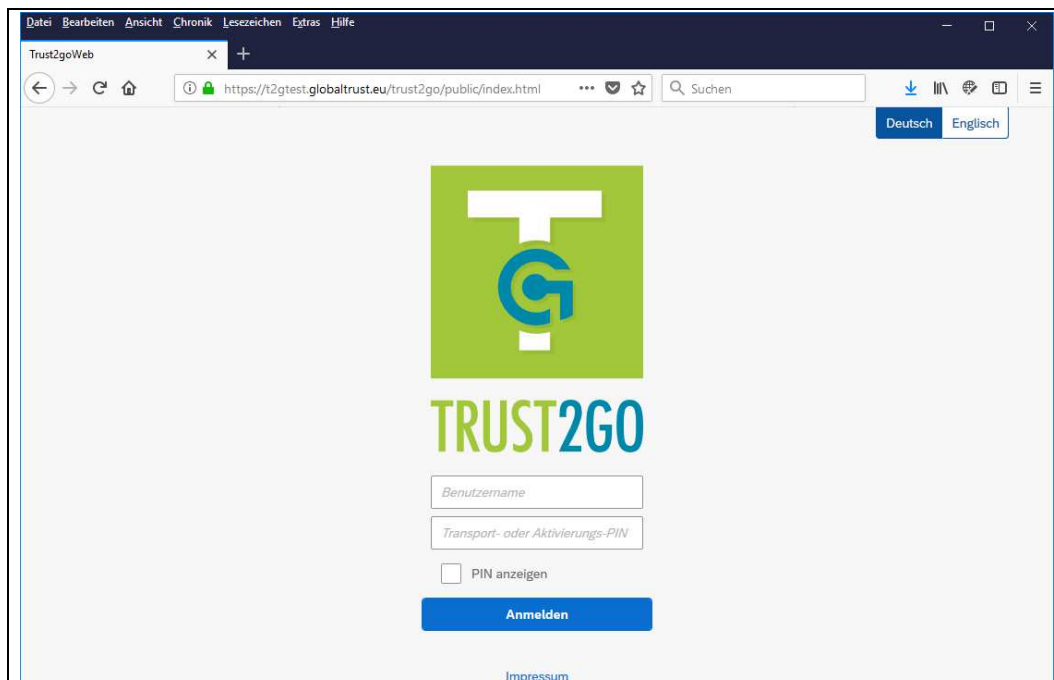 Datei Bearbeiten Ansicht Chronik Lesezeichen Extras Hilfe
Trust2goWeb
https://t2gtest.globaltrust.eu/trust2go/public/index.html
Suchen
Deutsch Englisch
TRUST2GO
Benutzername
Transport- oder Aktivierungs-PIN
PIN anzeigen
Anmelden
Impressum